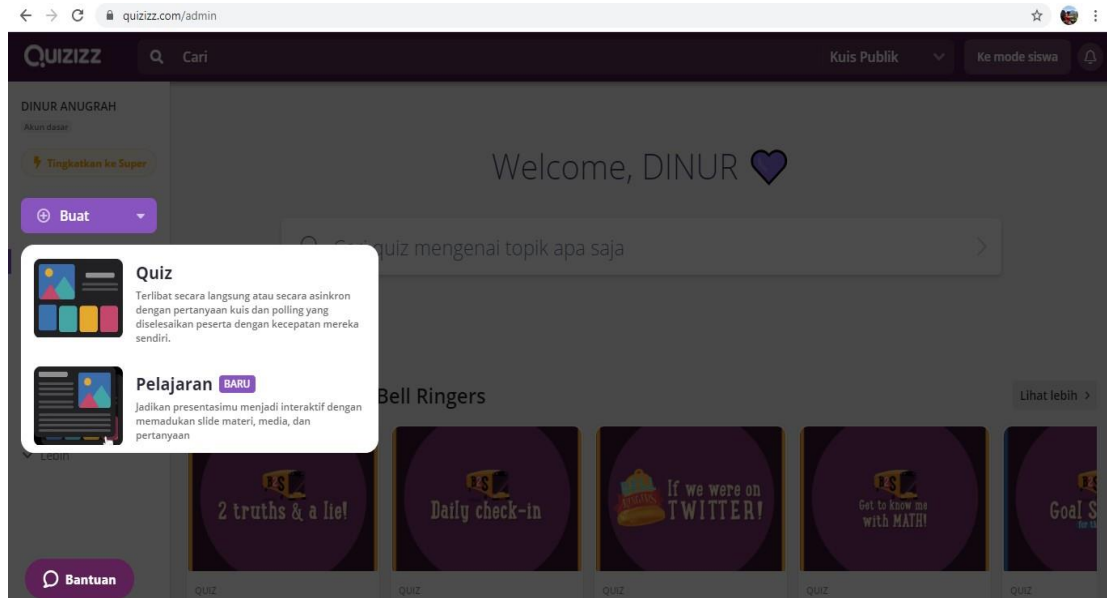 quizizz.com/admin
QUIZIZZ
Cari
Kuis Publik
Ke mode siswa
DINUR ANUGRAH
Akun dasar
Tingkatkan ke Super
Welcome, DINUR
Buat
quiz mengenai topik apa saja
Quiz
Terlibat secara langsung atau secara asinkron
dengan pertanyaan kuis dan polling yang
diselesaikan peserta dengan kecepatan mereka
sendiri.
Pelajaran BARU
Jadikan presentasimu menjadi interaktif dengan
memadukan slide materi, media, dan
pertanyaan
Bell Ringers
Lihat lebih >
Lebih
2 truths & a lie!
Daily check-in
If we were on
TWITTER!
Get to know me
with MATH!
Goal
Bantuan
QUIZ
QUIZ
QUIZ
QUIZ
QUIZ